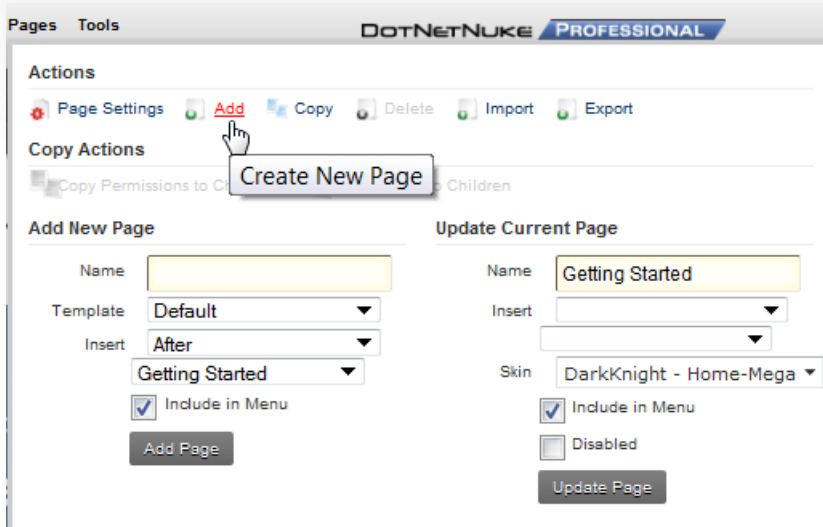 Pages Tools
DOTNETNUKE PROFESSIONAL
Actions
Page Settings Add Copy Delete Import Export
Copy Actions
Create New Page
Copy Permissions to C Children
Add New Page
Name
Template Default
Insert After
Getting Started
Include in Menu
Add Page
Update Current Page
Name Getting Started
Insert
Skin DarkKnight - Home-Mega
Include in Menu
Disabled
Update Page